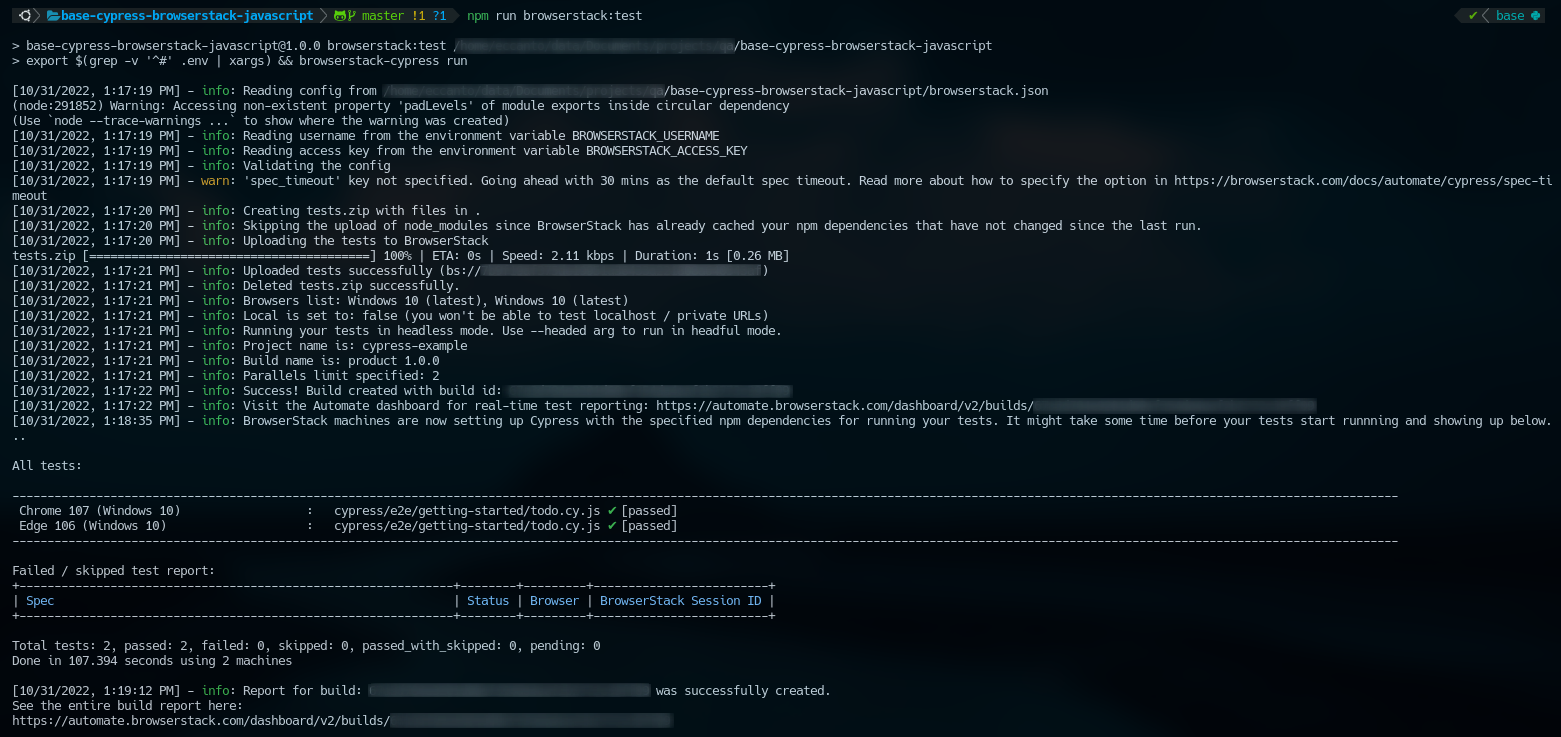 base-cypress-browserstack-javascript master !1 ?1 npm run browserstack:test ✔ base
> base-cypress-browserstack-javascript@1.0.0 browserstack:test /base-cypress-browserstack-javascript
> export $(grep -v '^#' .env | xargs) && browserstack-cypress run
[10/31/2022, 1:17:19 PM] - info: Reading config from /base-cypress-browserstack-javascript/browserstack.json
(node:291852) Warning: Accessing non-existent property 'padLevels' of module exports inside circular dependency
(Use `node --trace-warnings ...` to show where the warning was created)
[10/31/2022, 1:17:19 PM] - info: Reading username from the environment variable BROWSERSTACK_USERNAME
[10/31/2022, 1:17:19 PM] - info: Reading access key from the environment variable BROWSERSTACK_ACCESS_KEY
[10/31/2022, 1:17:19 PM] - info: Validating the config
[10/31/2022, 1:17:19 PM] - warn: 'spec_timeout' key not specified. Going ahead with 30 mins as the default spec timeout. Read more about how to specify the option in https://browserstack.com/docs/automate/cypress/spec-ti
meout
[10/31/2022, 1:17:20 PM] - info: Creating tests.zip with files in .
[10/31/2022, 1:17:20 PM] - info: Skipping the upload of node_modules since BrowserStack has already cached your npm dependencies that have not changed since the last run.
[10/31/2022, 1:17:20 PM] - info: Uploading the tests to BrowserStack
tests.zip [========================================] 100% | ETA: 0s | Speed: 2.11 kbps | Duration: 1s [0.26 MB]
[10/31/2022, 1:17:21 PM] - info: Uploaded tests successfully (bs://)
[10/31/2022, 1:17:21 PM] - info: Deleted tests.zip successfully.
[10/31/2022, 1:17:21 PM] - info: Browsers list: Windows 10 (latest), Windows 10 (latest)
[10/31/2022, 1:17:21 PM] - info: Local is set to: false (you won't be able to test localhost / private URLs)
[10/31/2022, 1:17:21 PM] - info: Running your tests in headless mode. Use --headed arg to run in headful mode.
[10/31/2022, 1:17:21 PM] - info: Project name is: cypress-example
[10/31/2022, 1:17:21 PM] - info: Build name is: product 1.0.0
[10/31/2022, 1:17:21 PM] - info: Parallels limit specified: 2
[10/31/2022, 1:17:22 PM] - info: Success! Build created with build id:
[10/31/2022, 1:17:22 PM] - info: Visit the Automate dashboard for real-time test reporting: https://automate.browserstack.com/dashboard/v2/builds/
[10/31/2022, 1:18:35 PM] - info: BrowserStack machines are now setting up Cypress with the specified npm dependencies for running your tests. It might take some time before your tests start runnning and showing up below.
..
All tests:
Chrome 107 (Windows 10) : cypress/e2e/getting-started/todo.cy.js ✔ [passed]
Edge 106 (Windows 10) : cypress/e2e/getting-started/todo.cy.js ✔ [passed]
Failed / skipped test report:
| Spec | Status | Browser | BrowserStack Session ID |
Total tests: 2, passed: 2, failed: 0, skipped: 0, passed_with_skipped: 0, pending: 0
Done in 107.394 seconds using 2 machines
[10/31/2022, 1:19:12 PM] - info: Report for build: was successfully created.
See the entire build report here:
https://automate.browserstack.com/dashboard/v2/builds/